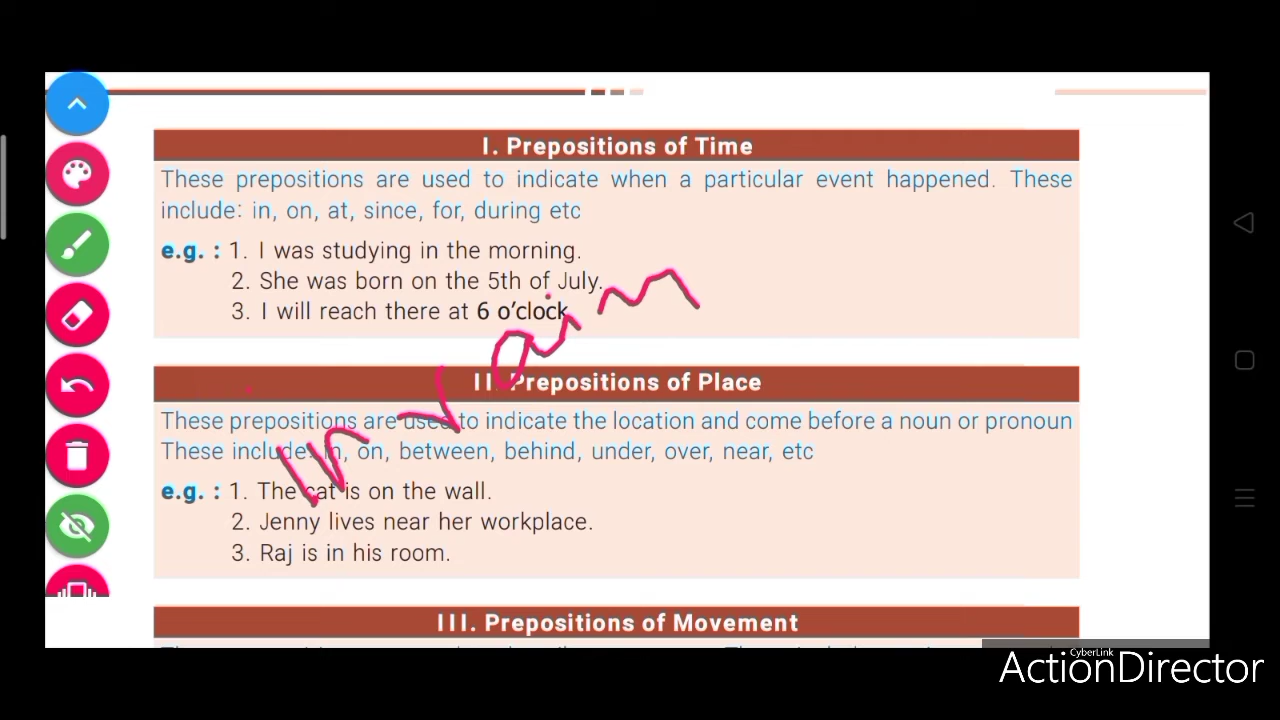 I. Prepositions of Time
These prepositions are used to indicate when a particular event happened. These
include: in, on, at, since, for, during etc
e.g. : 1. I was studying in the morning.
2. She was born on the 5th of July.
3. I will reach there at 6 o'clock
II. Prepositions of Place
These prepositions are used to indicate the location and come before a noun or pronoun
These include: in, on, between, behind, under, over, near, etc
e.g. : 1. The cat is on the wall.
2. Jenny lives near her workplace.
3. Raj is in his room.
In vain
III. Prepositions of Movement
CyberLink
ActionDirector